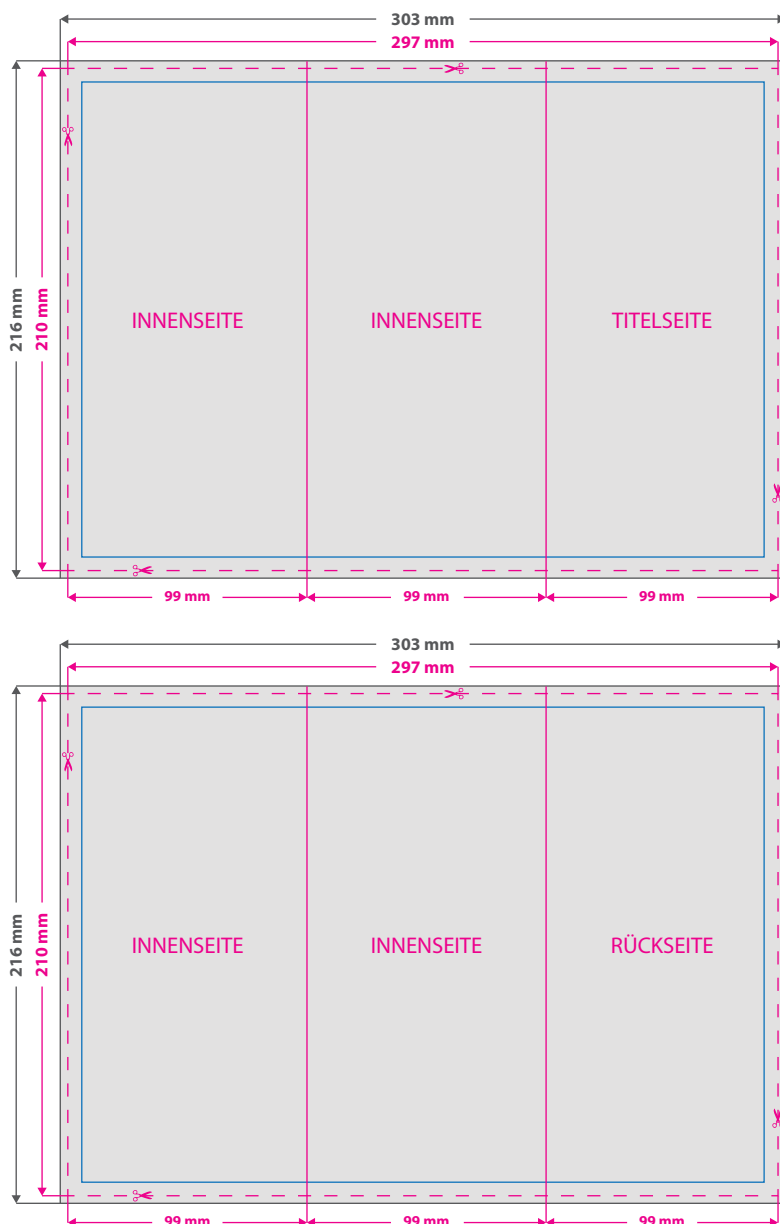 303 mm
297 mm
216 mm
210 mm
INNENSEITE INNENSEITE TITELSEITE
99 mm 99 mm 99 mm
303 mm
297 mm
216 mm
210 mm
INNENSEITE INNENSEITE RÜCKSEITE
99 mm 99 mm 99 mm